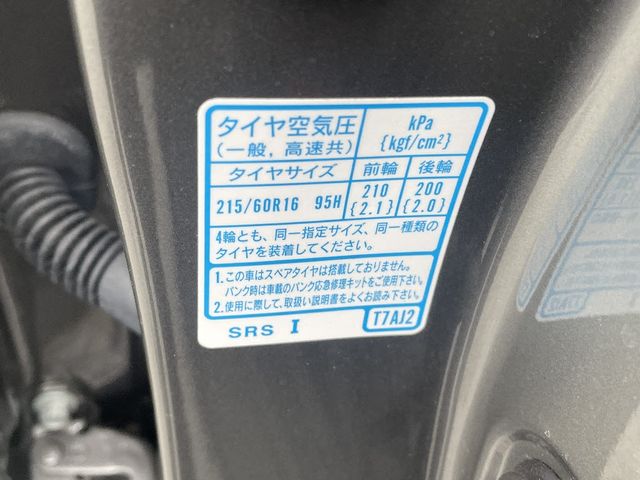 タイヤ空気圧 kPa
(一般, 高速共) {kgf/cm²}
タイヤサイズ 前輪 後輪
215/60R16 95H 210 200
{2.1} {2.0}
4輪とも、同一指定サイズ、同一種類の
タイヤを装着してください。
1.この車はスペアタイヤは搭載しておりません。
パンク時は車載のパンク応急修理キットをご使用下さい。
2.使用に際して、取扱い説明書をよくお読み下さい。
SRS I T7AJ2